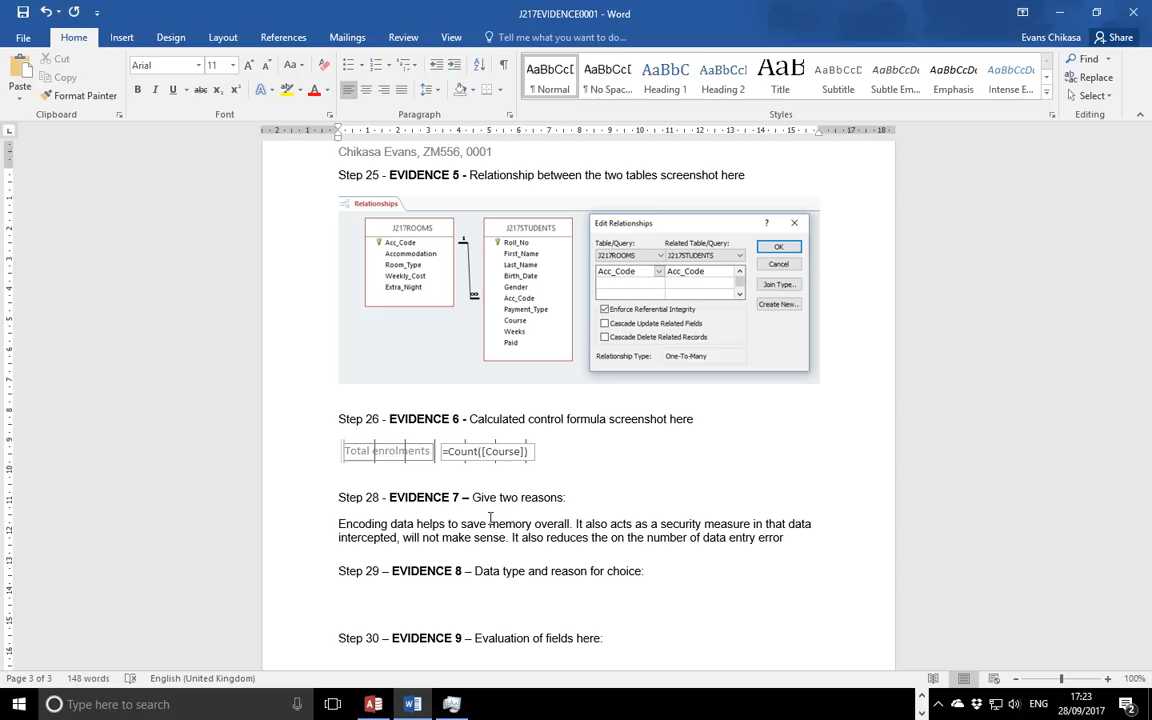 J217EVIDENCE0001 - Word
File Home Insert Design Layout References Mailings Review View Tell me what you want to do... Evans Chikasa Share
Paste
Cut
Copy
Format Painter
Clipboard
Arial 11
Font
Paragraph
AaBbCcD AaBbCcD AaBbC AaBbCcE AaB AaBbCcD AaBbCcDa AaBbCcDa AaBbCcDa
¶ Normal ¶ No Spac... Heading 1 Heading 2 Title Subtitle Subtle Em... Emphasis Intense E...
Styles
Find
Replace
Select
Editing
Chikasa Evans, ZM556, 0001
Step 25 - EVIDENCE 5 - Relationship between the two tables screenshot here
Relationships
J217ROOMS
Acc_Code
Accommodation
Room_Type
Weekly_Cost
Extra_Night
1
∞
J217STUDENTS
Roll_No
First_Name
Last_Name
Birth_Date
Gender
Acc_Code
Payment_Type
Course
Weeks
Paid
Edit Relationships ?
Table/Query: Related Table/Query:
J217ROOMS J217STUDENTS
Acc_Code Acc_Code
Enforce Referential Integrity
Cascade Update Related Fields
Cascade Delete Related Records
Relationship Type: One-To-Many
OK
Cancel
Join Type..
Create New..
Step 26 - EVIDENCE 6 - Calculated control formula screenshot here
Total enrolments =Count([Course])
Step 28 - EVIDENCE 7 – Give two reasons:
Encoding data helps to save memory overall. It also acts as a security measure in that data
intercepted, will not make sense. It also reduces the on the number of data entry error
Step 29 – EVIDENCE 8 – Data type and reason for choice:
Step 30 – EVIDENCE 9 – Evaluation of fields here:
Page 3 of 3 148 words English (United Kingdom) 100%
Type here to search ENG 17:23
28/09/2017 2